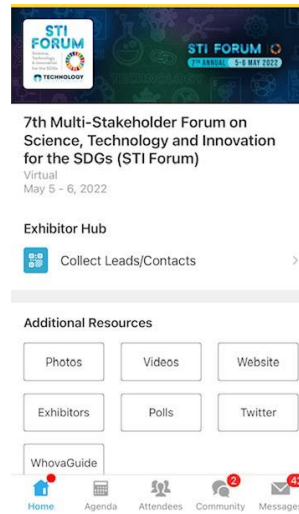 STI
FORUM
Science,
Technology
& Innovation
for the SDGs
TECHNOLOGY
STI FORUM
7TH ANNUAL 5-6 MAY 2022
7th Multi-Stakeholder Forum on
Science, Technology and Innovation
for the SDGs (STI Forum)
Virtual
May 5 - 6, 2022
Exhibitor Hub
Collect Leads/Contacts
Additional Resources
Photos Videos Website
Exhibitors Polls Twitter
WhovaGuide
2
Home Agenda Attendees Community Messages